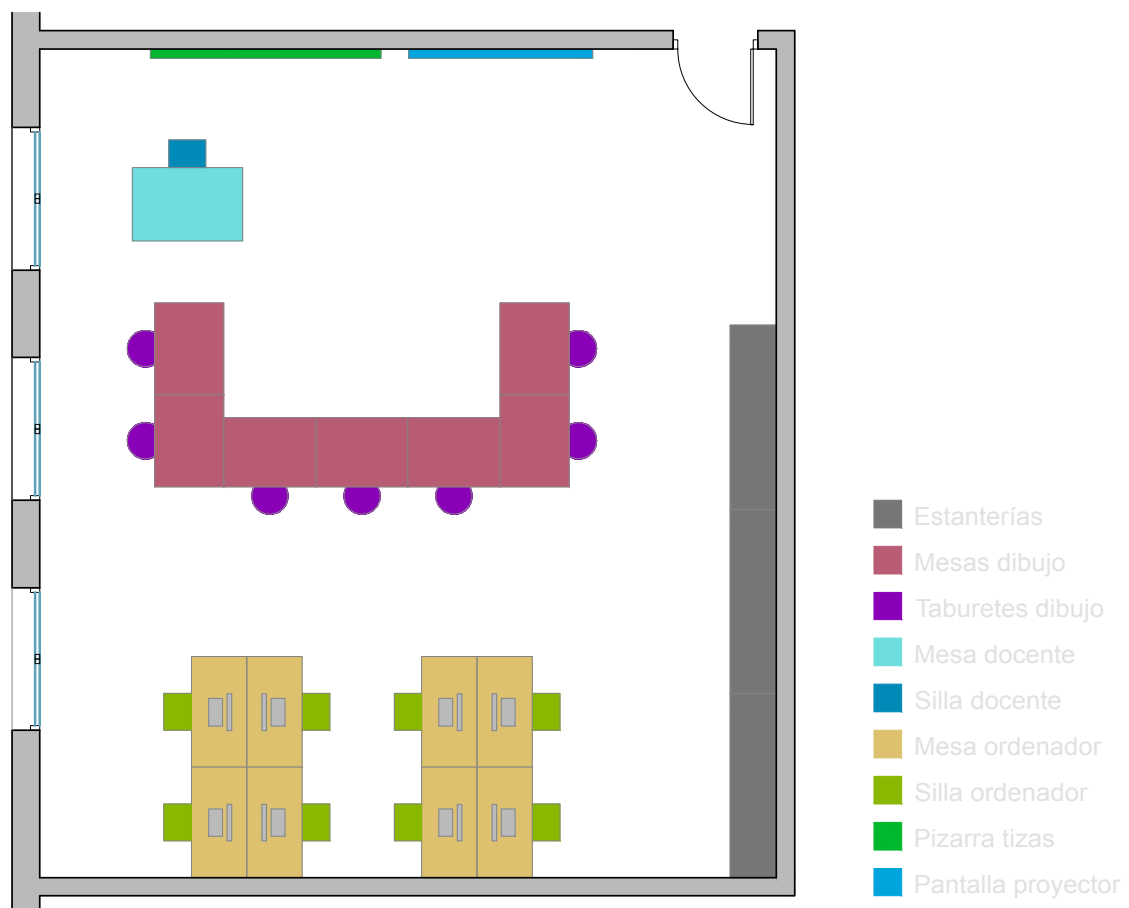 Estanterías
Mesas dibujo
Taburetes dibujo
Mesa docente
Silla docente
Mesa ordenador
Silla ordenador
Pizarra tizas
Pantalla proyector